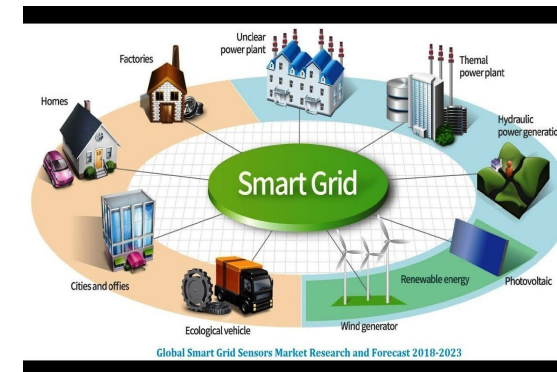 Unclear
power plant
Factories
Themal
power plant
Homes
Hydraulic
power generatio
Smart Grid
Cities and offies
Renewable energy
Photovoltaic
Ecological vehicle
Wind generator
Global Smart Grid Sensors Market Research and Forecast 2018-2023